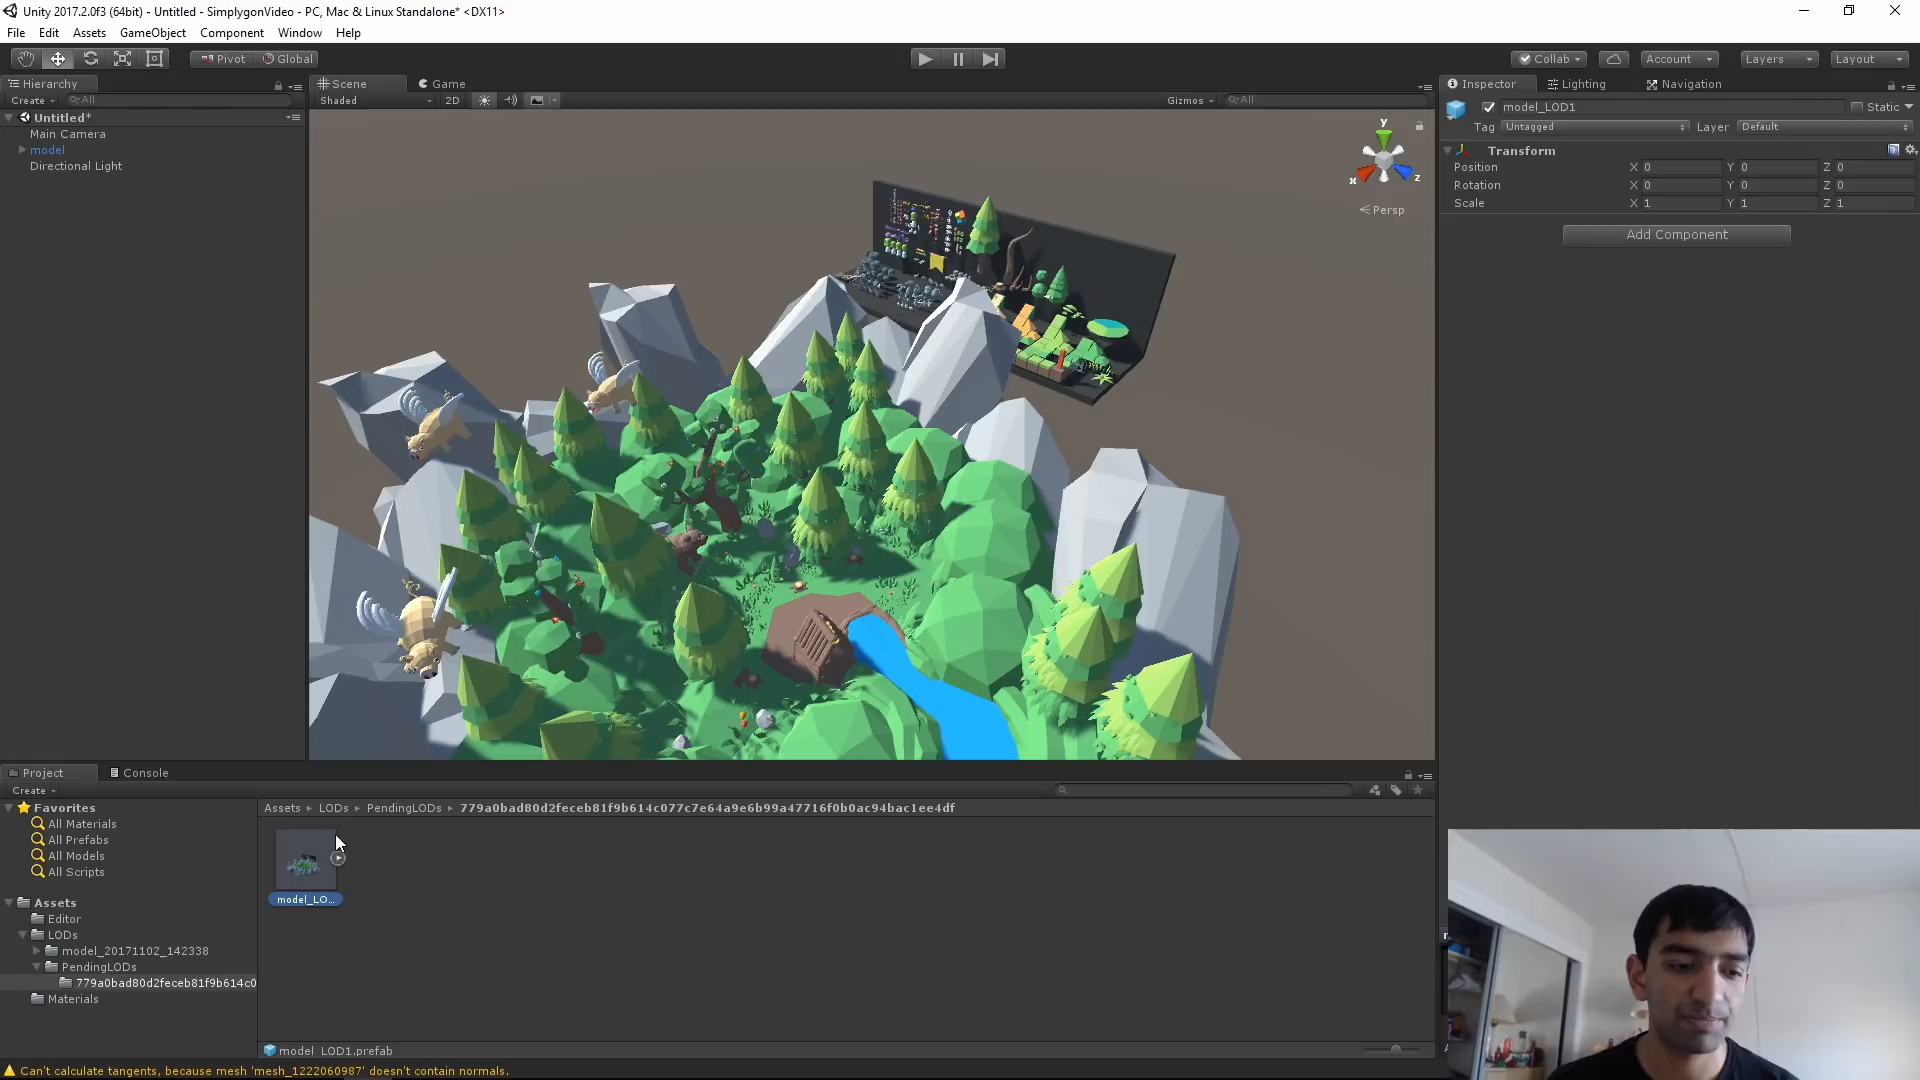 Unity 2017.2.0f3 (64bit) - Untitled - SimplygonVideo - PC, Mac & Linux Standalone* <DX11>
File Edit Assets GameObject Component Window Help
Pivot Global Collab Account Layers Layout
Hierarchy Scene Game Inspector Lighting Navigation
Create All Shaded 2D Gizmos All
model_LOD1 Static
Untitled*
Tag Untagged Layer Default
Main Camera
model
Directional Light
Transform
Position X 0 Y 0 Z 0
Rotation X 0 Y 0 Z 0
Scale X 1 Y 1 Z 1
Add Component
y
x
z
Persp
Project Console
Create
Favorites
All Materials
All Prefabs
All Models
All Scripts
Assets
Editor
LODs
model_20171102_142338
PendingLODs
779a0bad80d2feceb81f9b614c0
Materials
Assets LODs PendingLODs 779a0bad80d2feceb81f9b614c077c7e64a9e6b99a47716f0b0ac94bac1ee4df
model_LO...
model_LOD1.prefab
Can't calculate tangents, because mesh 'mesh_1222060987' doesn't contain normals.